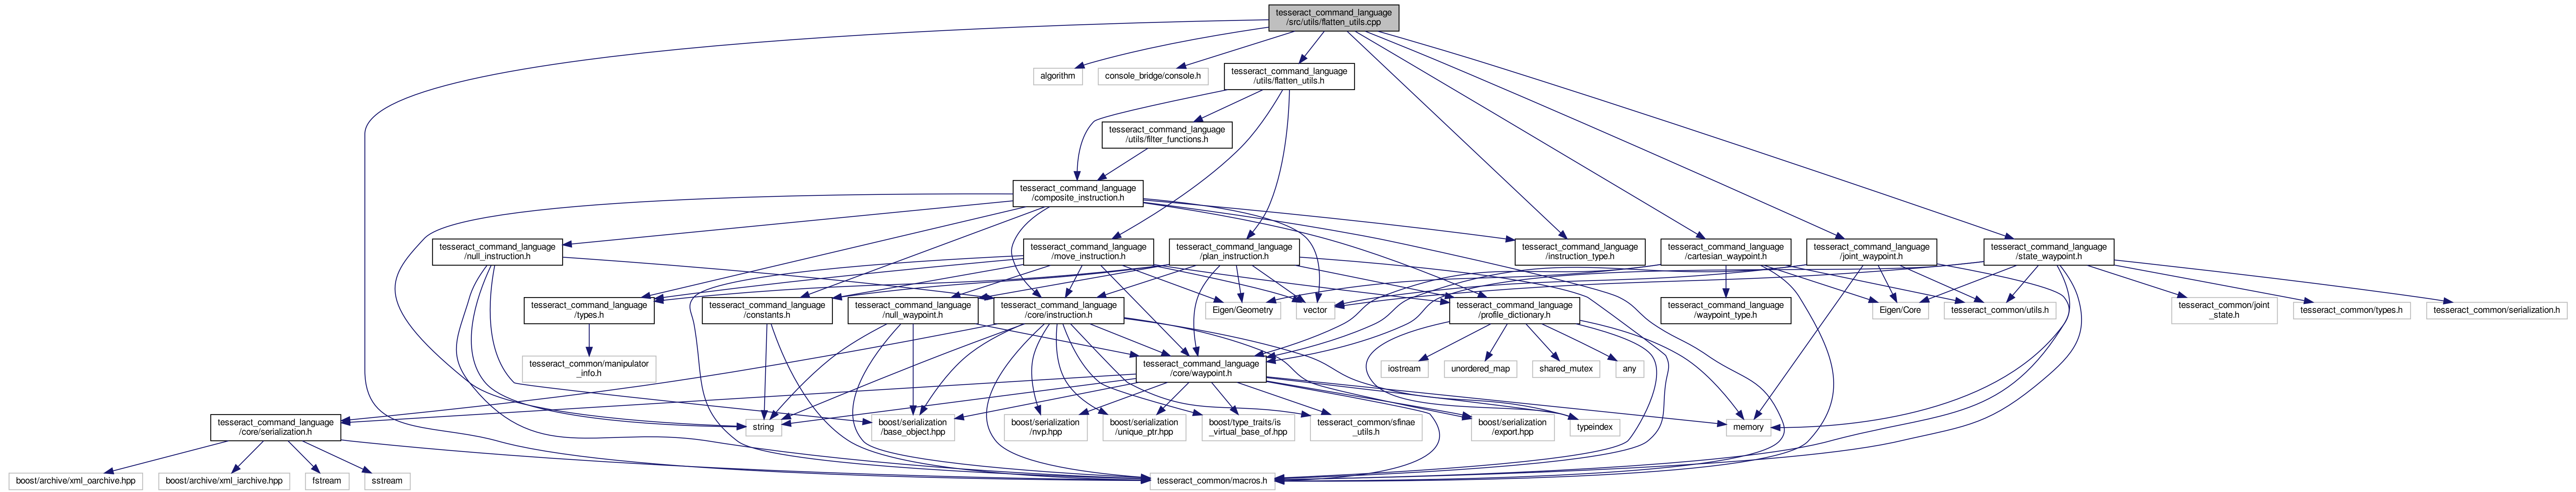 tesseract_command_language
/src/utils/flatten_utils.cpp
algorithm
console_bridge/console.h
tesseract_command_language
/utils/flatten_utils.h
tesseract_command_language
/utils/filter_functions.h
tesseract_command_language
/composite_instruction.h
tesseract_command_language
/null_instruction.h
tesseract_command_language
/move_instruction.h
tesseract_command_language
/plan_instruction.h
tesseract_command_language
/instruction_type.h
tesseract_command_language
/cartesian_waypoint.h
tesseract_command_language
/joint_waypoint.h
tesseract_command_language
/state_waypoint.h
tesseract_command_language
/types.h
tesseract_command_language
/constants.h
tesseract_command_language
/null_waypoint.h
tesseract_command_language
/core/instruction.h
Eigen/Geometry
vector
tesseract_command_language
/profile_dictionary.h
tesseract_command_language
/waypoint_type.h
Eigen/Core
tesseract_common/utils.h
tesseract_common/joint
_state.h
tesseract_common/types.h
tesseract_common/serialization.h
tesseract_common/manipulator
_info.h
tesseract_command_language
/core/waypoint.h
iostream
unordered_map
shared_mutex
any
tesseract_command_language
/core/serialization.h
string
boost/serialization
/base_object.hpp
boost/serialization
/nvp.hpp
boost/serialization
/unique_ptr.hpp
boost/type_traits/is
_virtual_base_of.hpp
tesseract_common/sfinae
_utils.h
boost/serialization
/export.hpp
typeindex
memory
boost/archive/xml_oarchive.hpp
boost/archive/xml_iarchive.hpp
fstream
sstream
tesseract_common/macros.h